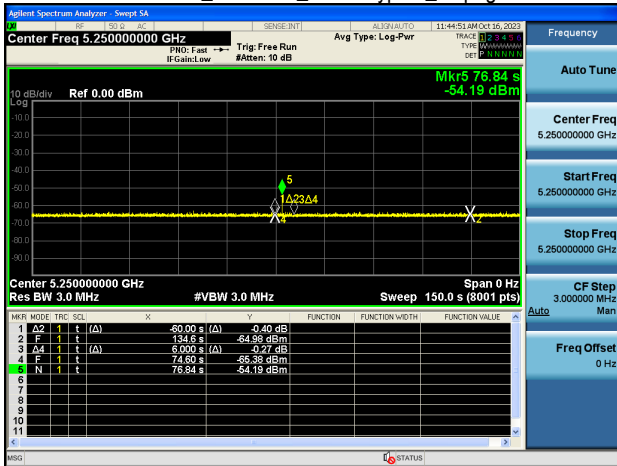 Agilent Spectrum Analyzer - Swept SA
LXI RF 50 Ω AC SENSE:INT ALIGNAUTO 11:44:51 AM Oct 16, 2023
Center Freq 5.250000000 GHz
PNO: Fast
IFGain:Low
Trig: Free Run
#Atten: 10 dB
Avg Type: Log-Pwr
TRACE 1 2 3 4 5 6
TYPE WWWWWW
DET P N N N N N
Mkr5 76.84 s
-54.19 dBm
10 dB/div Ref 0.00 dBm
Log
-10.0
-20.0
-30.0
-40.0
-50.0
-60.0
-70.0
-80.0
-90.0
5
1Δ2 3Δ4
4
2
Center 5.250000000 GHz Span 0 Hz
Res BW 3.0 MHz #VBW 3.0 MHz Sweep 150.0 s (8001 pts)
MKR MODE TRC SCL X Y FUNCTION FUNCTION WIDTH FUNCTION VALUE
1 Δ2 1 t (Δ) -60.00 s (Δ) -0.40 dB
2 F 1 t 134.6 s -64.98 dBm
3 Δ4 1 t (Δ) 6.000 s (Δ) -0.27 dB
4 F 1 t 74.60 s -65.38 dBm
5 N 1 t 76.84 s -54.19 dBm
6
7
8
9
10
11
MSG STATUS
Frequency
Auto Tune
Center Freq
5.250000000 GHz
Start Freq
5.250000000 GHz
Stop Freq
5.250000000 GHz
CF Step
3.000000 MHz
Auto Man
Freq Offset
0 Hz